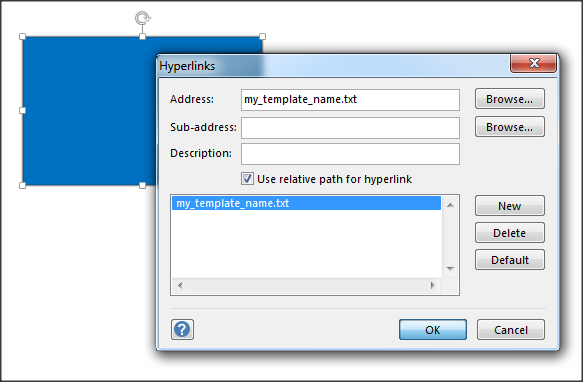 Hyperlinks
Address: my_template_name.txt Browse...
Sub-address: Browse...
Description:
Use relative path for hyperlink
my_template_name.txt
New
Delete
Default
? OK Cancel